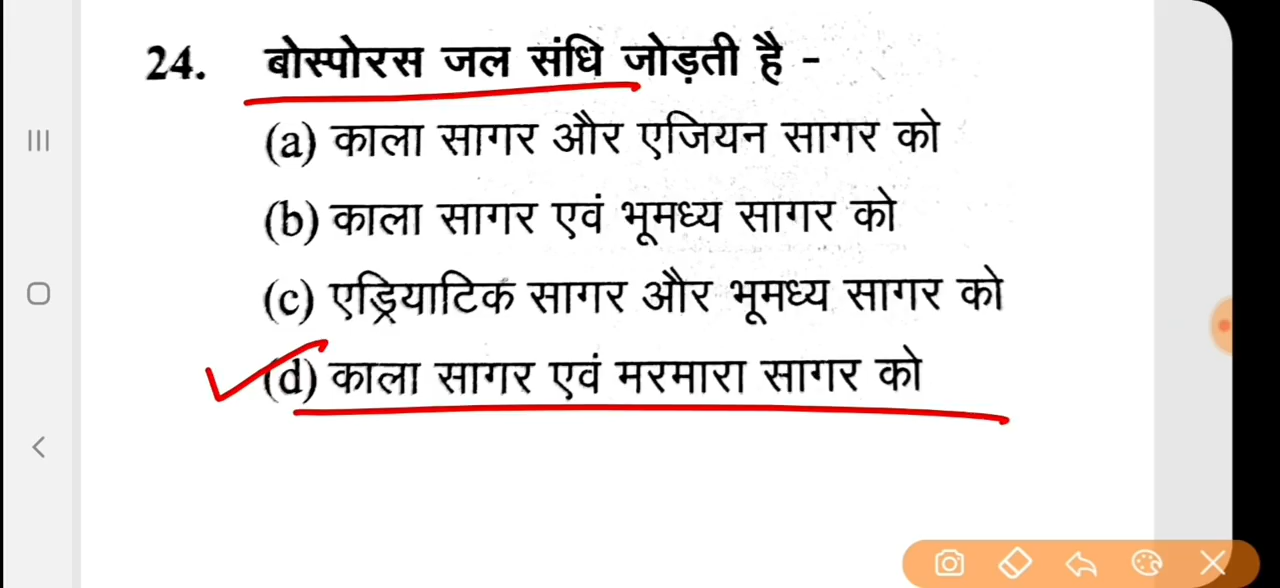 24. बोस्पोरस जल संधि जोड़ती है -
(a) काला सागर और एजियन सागर को
(b) काला सागर एवं भूमध्य सागर को
(c) एड्रियाटिक सागर और भूमध्य सागर को
(d) काला सागर एवं मरमारा सागर को